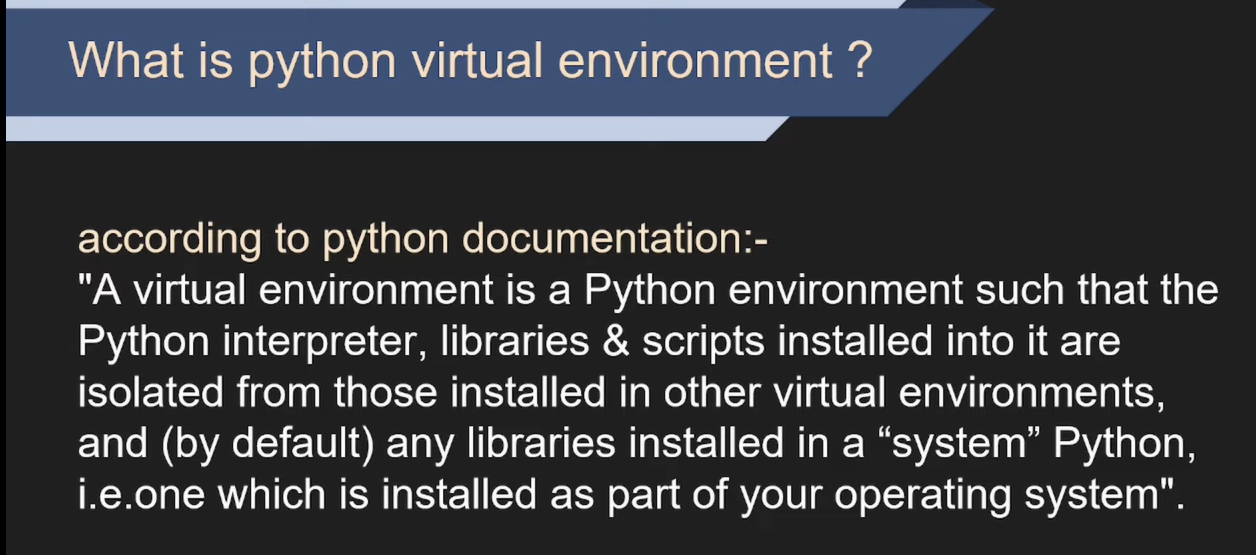 What is python virtual environment ?
according to python documentation:-
"A virtual environment is a Python environment such that the
Python interpreter, libraries & scripts installed into it are
isolated from those installed in other virtual environments,
and (by default) any libraries installed in a “system” Python,
i.e.one which is installed as part of your operating system".